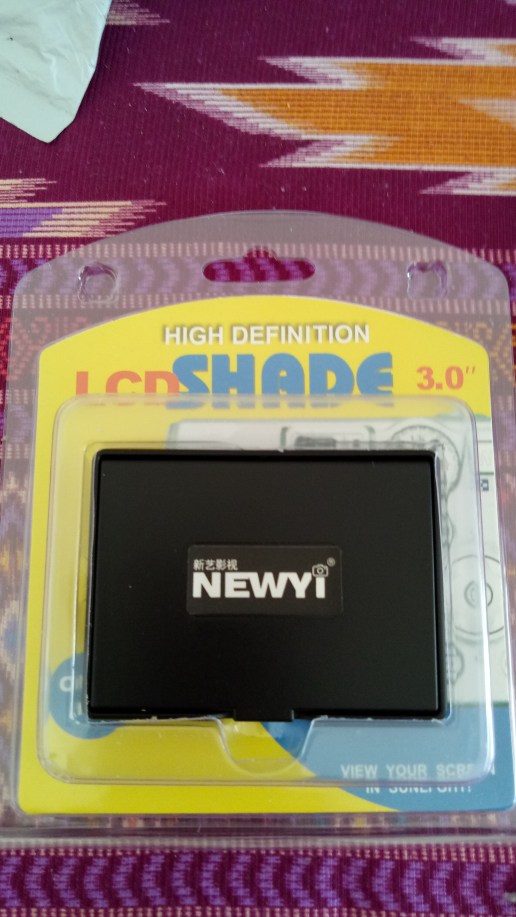 HIGH DEFINITION
LCD SHADE 3.0"
新艺影视
NEWYi®
VIEW YOUR SCREEN
IN SUNLIGHT!